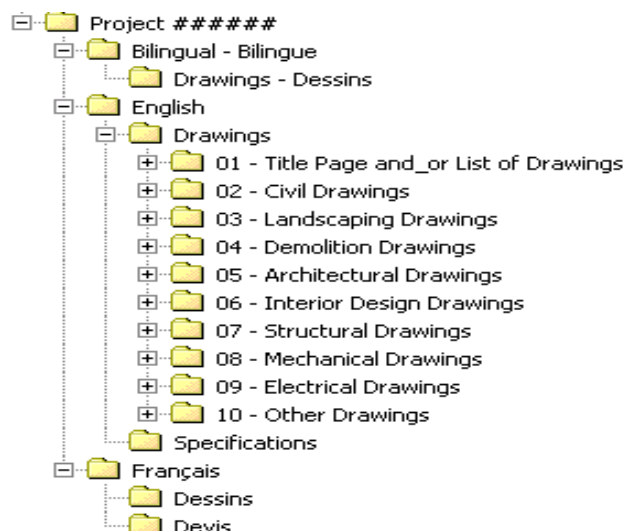 Project ######
Bilingual - Bilingue
Drawings - Dessins
English
Drawings
01 - Title Page and_or List of Drawings
02 - Civil Drawings
03 - Landscaping Drawings
04 - Demolition Drawings
05 - Architectural Drawings
06 - Interior Design Drawings
07 - Structural Drawings
08 - Mechanical Drawings
09 - Electrical Drawings
10 - Other Drawings
Specifications
Français
Dessins
Devis